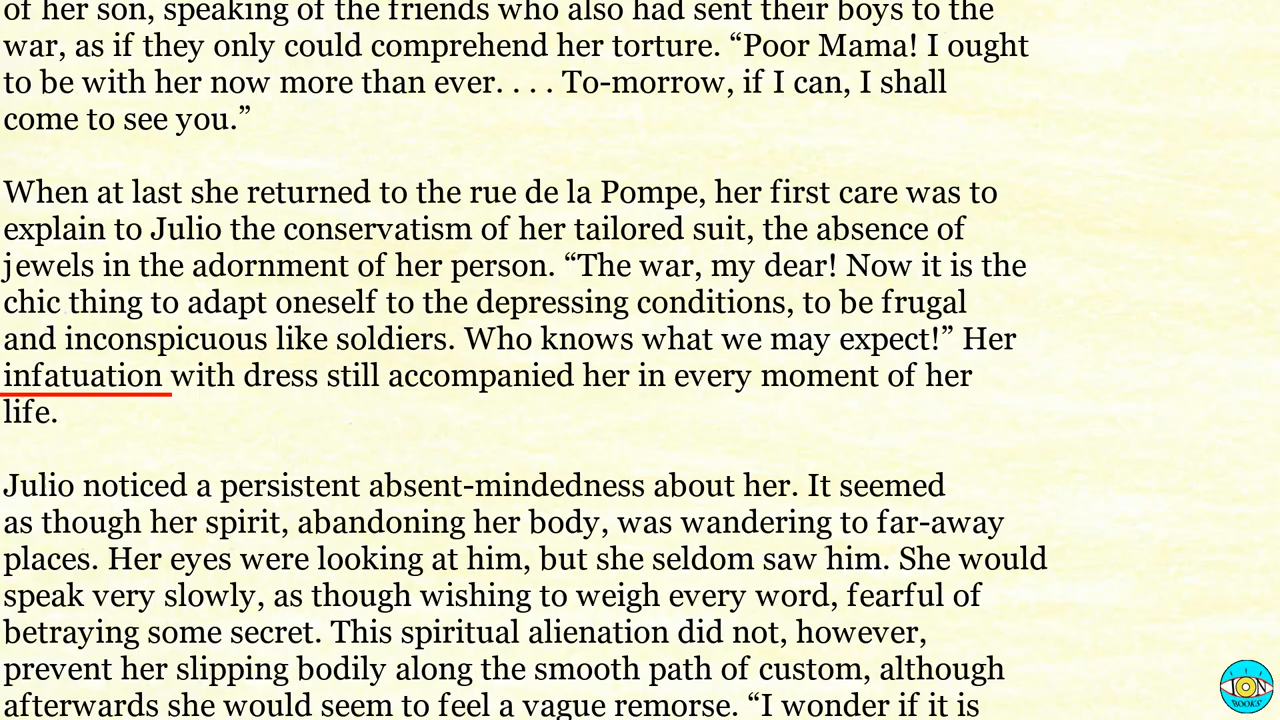 of her son, speaking of the friends who also had sent their boys to the
war, as if they only could comprehend her torture. “Poor Mama! I ought
to be with her now more than ever. . . . To-morrow, if I can, I shall
come to see you.”
When at last she returned to the rue de la Pompe, her first care was to
explain to Julio the conservatism of her tailored suit, the absence of
jewels in the adornment of her person. “The war, my dear! Now it is the
chic thing to adapt oneself to the depressing conditions, to be frugal
and inconspicuous like soldiers. Who knows what we may expect!” Her
infatuation with dress still accompanied her in every moment of her
life.
Julio noticed a persistent absent-mindedness about her. It seemed
as though her spirit, abandoning her body, was wandering to far-away
places. Her eyes were looking at him, but she seldom saw him. She would
speak very slowly, as though wishing to weigh every word, fearful of
betraying some secret. This spiritual alienation did not, however,
prevent her slipping bodily along the smooth path of custom, although
afterwards she would seem to feel a vague remorse. “I wonder if it is
ION
BOOKS